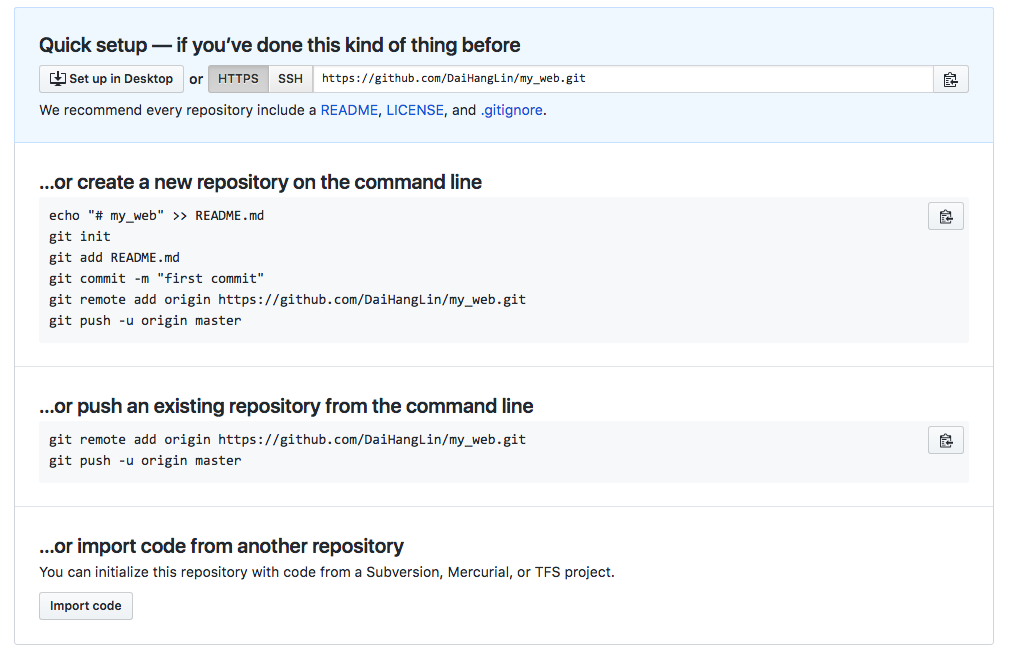 Quick setup — if you’ve done this kind of thing before
Set up in Desktop or HTTPS SSH https://github.com/DaiHangLin/my_web.git
We recommend every repository include a README, LICENSE, and .gitignore.
…or create a new repository on the command line
echo "# my_web" >> README.md
git init
git add README.md
git commit -m "first commit"
git remote add origin https://github.com/DaiHangLin/my_web.git
git push -u origin master
…or push an existing repository from the command line
git remote add origin https://github.com/DaiHangLin/my_web.git
git push -u origin master
…or import code from another repository
You can initialize this repository with code from a Subversion, Mercurial, or TFS project.
Import code